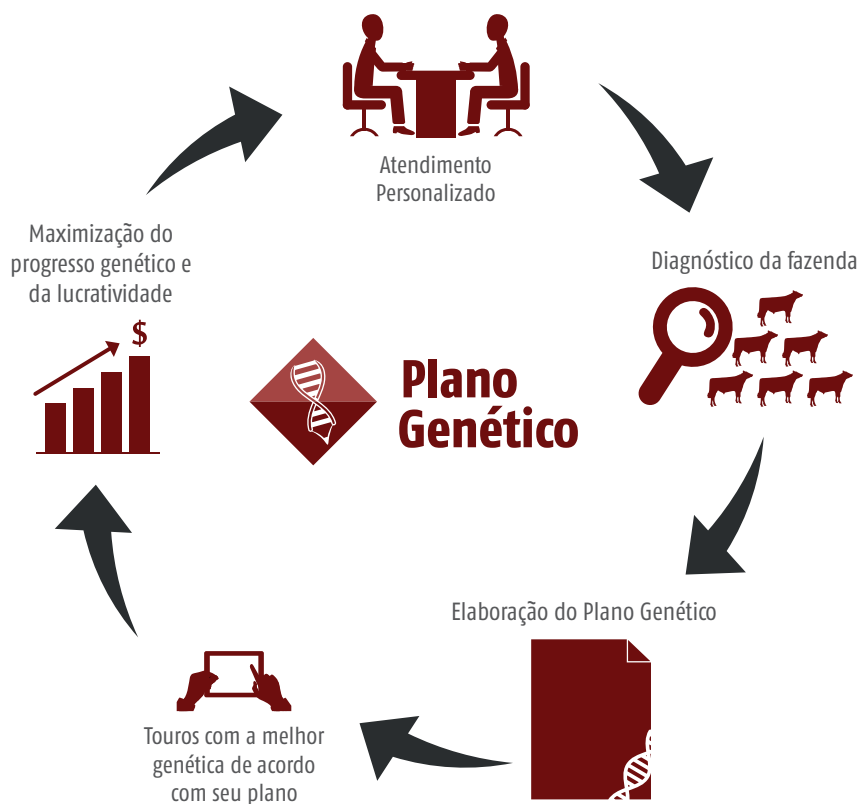 Atendimento
Personalizado
Diagnóstico da fazenda
Elaboração do Plano Genético
Touros com a melhor
genética de acordo
com seu plano
Maximização do
progresso genético e
da lucratividade
$
Plano
Genético